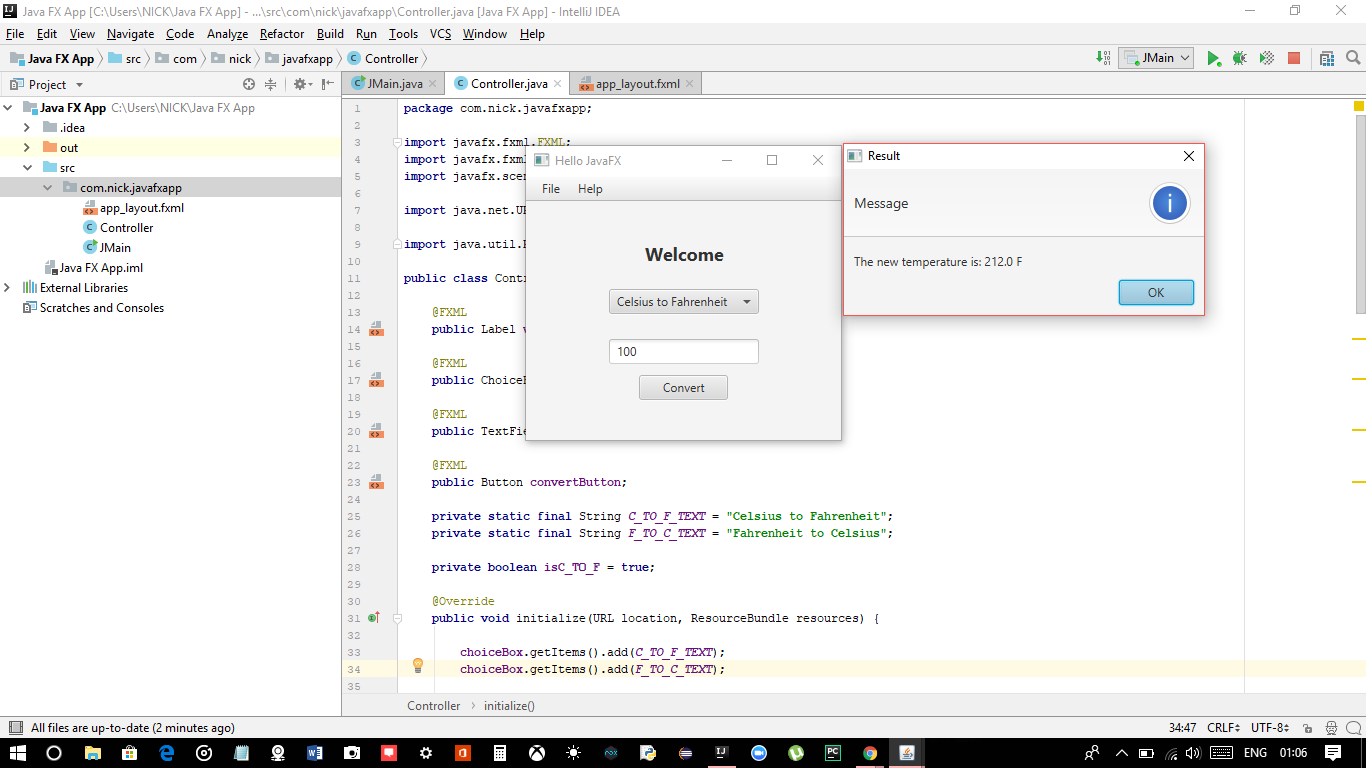 Java FX App [C:\Users\NICK\Java FX App] - ...\src\com\nick\javafxapp\Controller.java [Java FX App] - IntelliJ IDEA
File Edit View Navigate Code Analyze Refactor Build Run Tools VCS Window Help
Java FX App src com nick javafxapp Controller
JMain
Project
JMain.java Controller.java app_layout.fxml
Java FX App C:\Users\NICK\Java FX App
.idea
out
src
com.nick.javafxapp
app_layout.fxml
Controller
JMain
Java FX App.iml
External Libraries
Scratches and Consoles
1 package com.nick.javafxapp;
2
3 import javafx.fxml.FXML;
4 import javafx.fxml
5 import javafx.scen
6
7 import java.net.U
8
9 import java.util.
10
11 public class Cont
12
13 @FXML
14 public Label
15
16 @FXML
17 public Choice
18
19 @FXML
20 public TextFie
21
22 @FXML
23 public Button convertButton;
24
25 private static final String C_TO_F_TEXT = "Celsius to Fahrenheit";
26 private static final String F_TO_C_TEXT = "Fahrenheit to Celsius";
27
28 private boolean isC_TO_F = true;
29
30 @Override
31 public void initialize(URL location, ResourceBundle resources) {
32
33 choiceBox.getItems().add(C_TO_F_TEXT);
34 choiceBox.getItems().add(F_TO_C_TEXT);
35
Hello JavaFX
File Help
Welcome
Celsius to Fahrenheit
100
Convert
Result
Message
The new temperature is: 212.0 F
OK
Controller initialize()
All files are up-to-date (2 minutes ago)
34:47 CRLF UTF-8
ENG 01:06